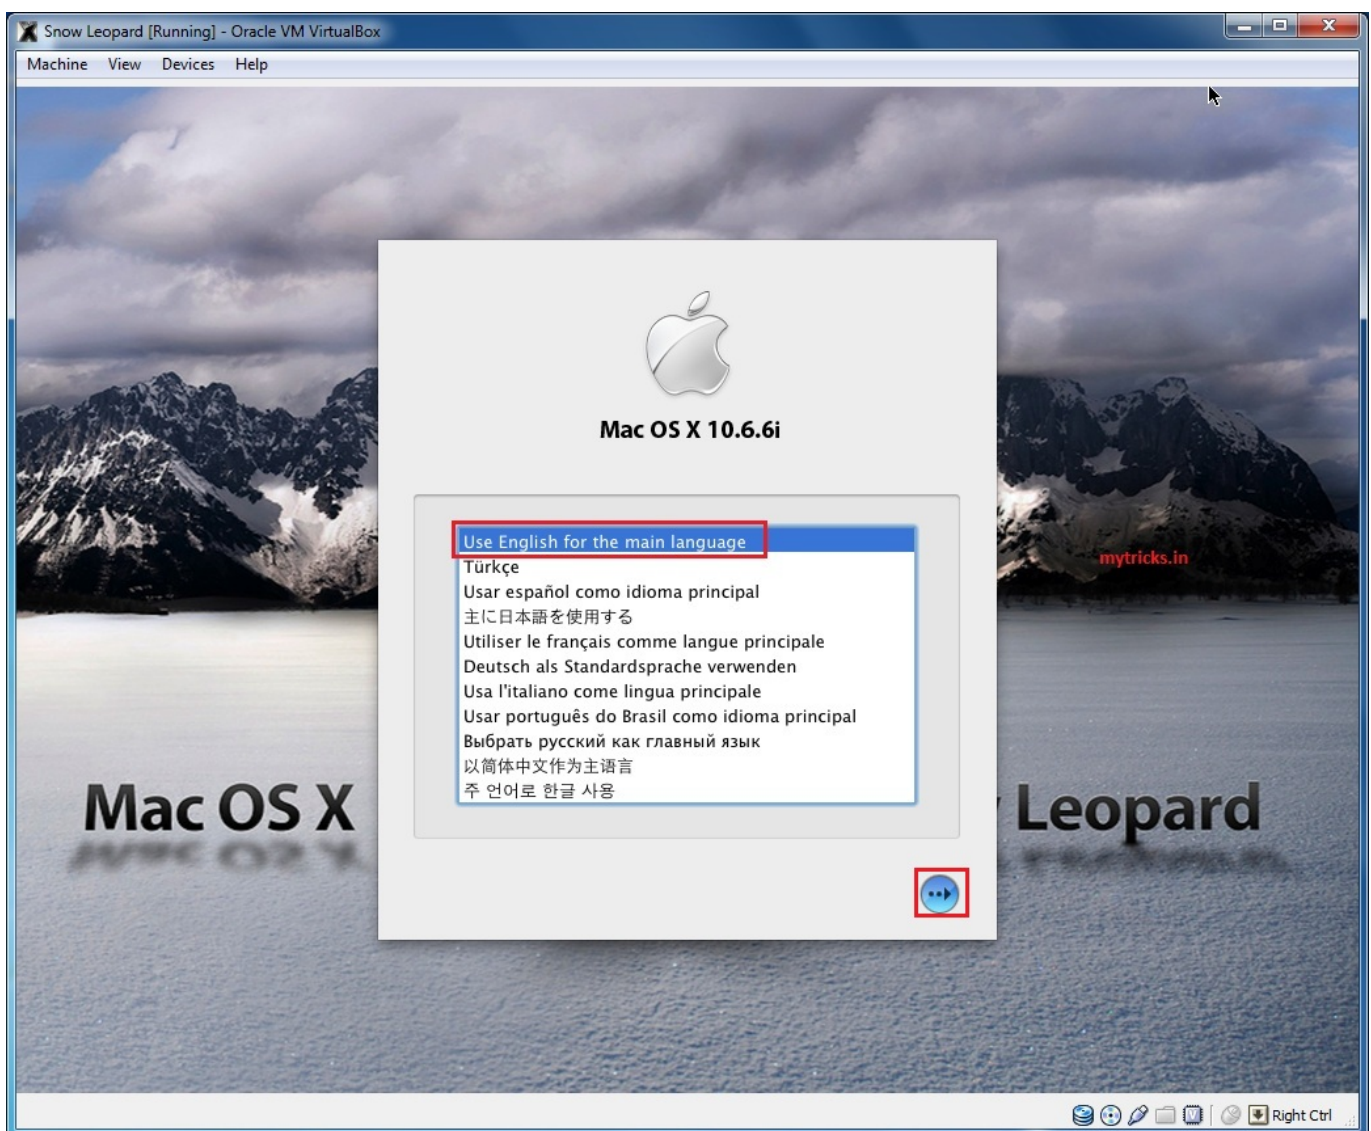 Snow Leopard [Running] - Oracle VM VirtualBox
Machine View Devices Help
Mac OS X 10.6.6i
Use English for the main language
Türkçe
Usar español como idioma principal
主に日本語を使用する
Utiliser le français comme langue principale
Deutsch als Standardsprache verwenden
Usa l'italiano come lingua principale
Usar português do Brasil como idioma principal
Выбрать русский как главный язык
以简体中文作为主语言
주 언어로 한글 사용
mytricks.in
Mac OS X Leopard
Right Ctrl